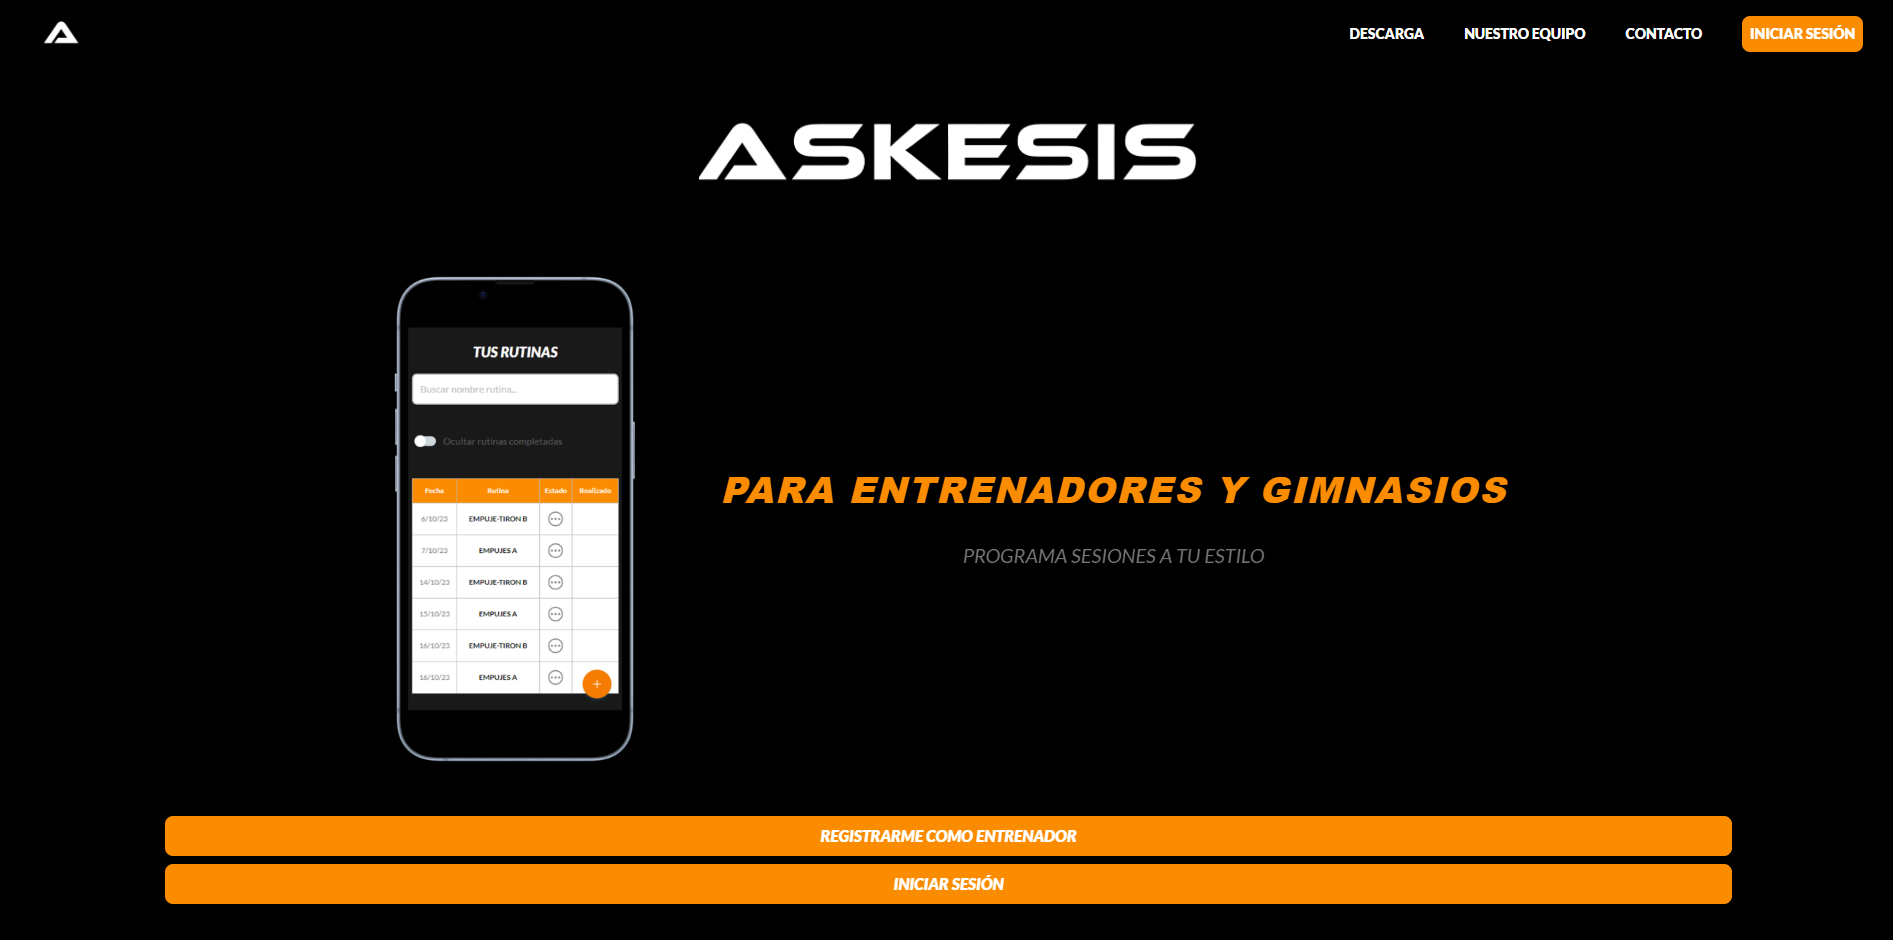 DESCARGA NUESTRO EQUIPO CONTACTO INICIAR SESIÓN
ASKESIS
TUS RUTINAS
Buscar nombre rutina...
Ocultar rutinas completadas
Fecha Rutina Estado Realizado
6/10/23 EMPUJE-TIRON B
7/10/23 EMPUJES A
14/10/23 EMPUJE-TIRON B
15/10/23 EMPUJES A
16/10/23 EMPUJE-TIRON B
16/10/23 EMPUJES A
+
PARA ENTRENADORES Y GIMNASIOS
PROGRAMA SESIONES A TU ESTILO
REGISTRARME COMO ENTRENADOR
INICIAR SESIÓN